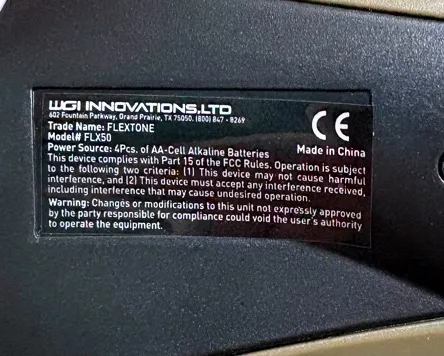 WGI INNOVATIONS,LTD
602 Fountain Parkway, Grand Prairie, TX 75050. (800) 847 - 8269
Trade Name: FLEXTONE
Model# FLX50
Power Source: 4Pcs. of AA-Cell Alkaline Batteries
CE
Made in China
This device complies with Part 15 of the FCC Rules. Operation is subject
to the following two criteria: (1) This device may not cause harmful
interference, and (2) This device must accept any interference received,
including interference that may cause undesired operation.
Warning: Changes or modifications to this unit not expressly approved
by the party responsible for compliance could void the user's authority
to operate the equipment.